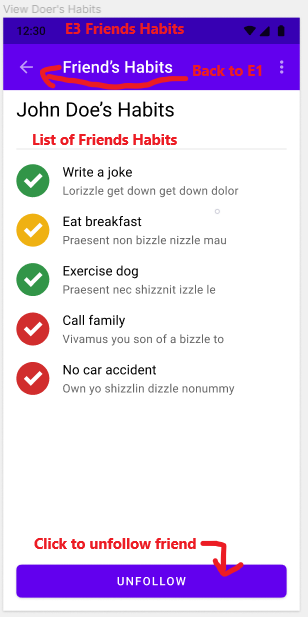 View Doer's Habits
12:30
E3 Friends Habits
Friend's Habits
Back to E1
John Doe's Habits
List of Friends Habits
Write a joke
Lorizzle get down get down dolor
Eat breakfast
Praesent non bizzle nizzle mau
Exercise dog
Praesent nec shizznit izzle le
Call family
Vivamus you son of a bizzle to
No car accident
Own yo shizzlin dizzle nonummy
Click to unfollow friend
UNFOLLOW